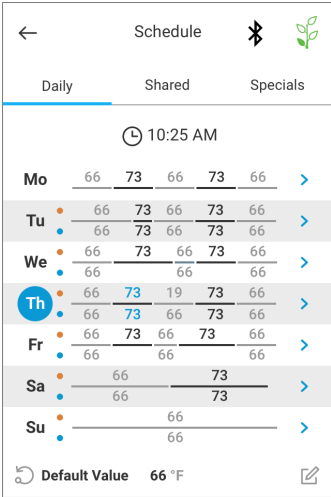 Schedule
Daily Shared Specials
10:25 AM
Mo 66 73 66 73 66
66 73 66 73 66
Tu
66 73 66 73 66
66 73 66 73 66
We
66 66
66 73 19 73 66
Th
66 73 66 73 66
66 73 66 73 66
Fr
66 66 66
66 73
Sa
66 73
66
Su
66
Default Value 66 °F